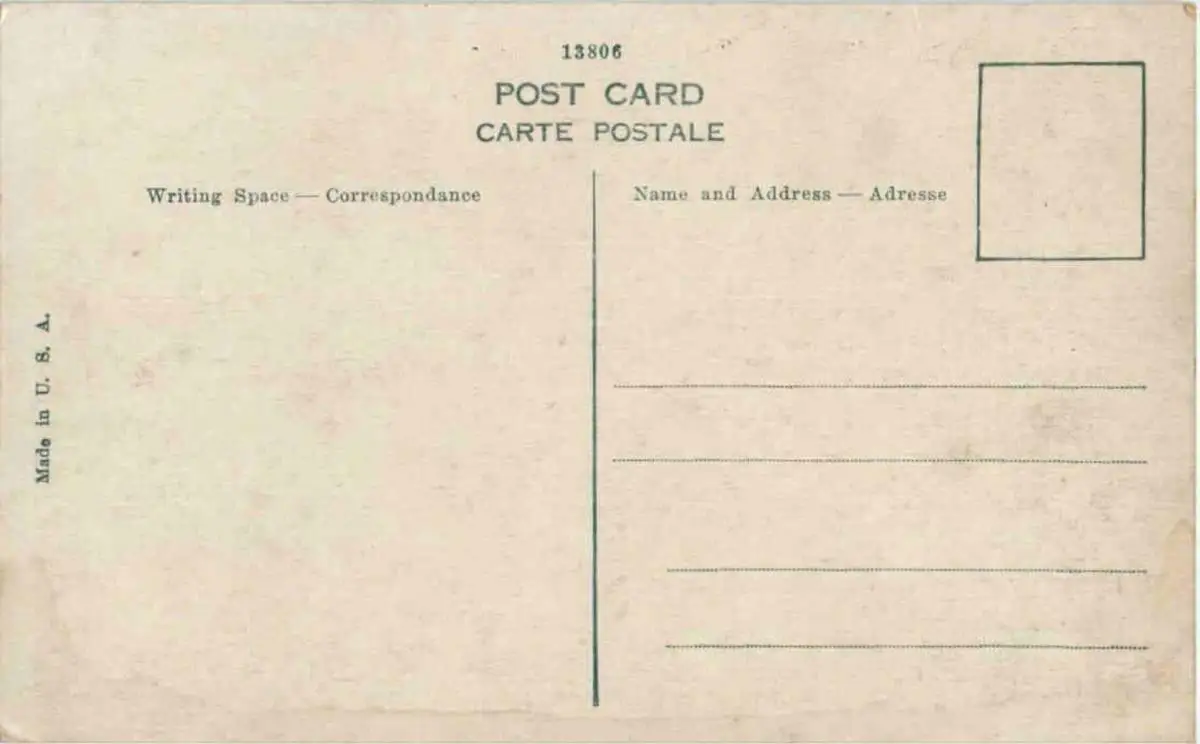 13806
POST CARD
CARTE POSTALE
Writing Space — Correspondance
Name and Address — Adresse
Made in U. S. A.